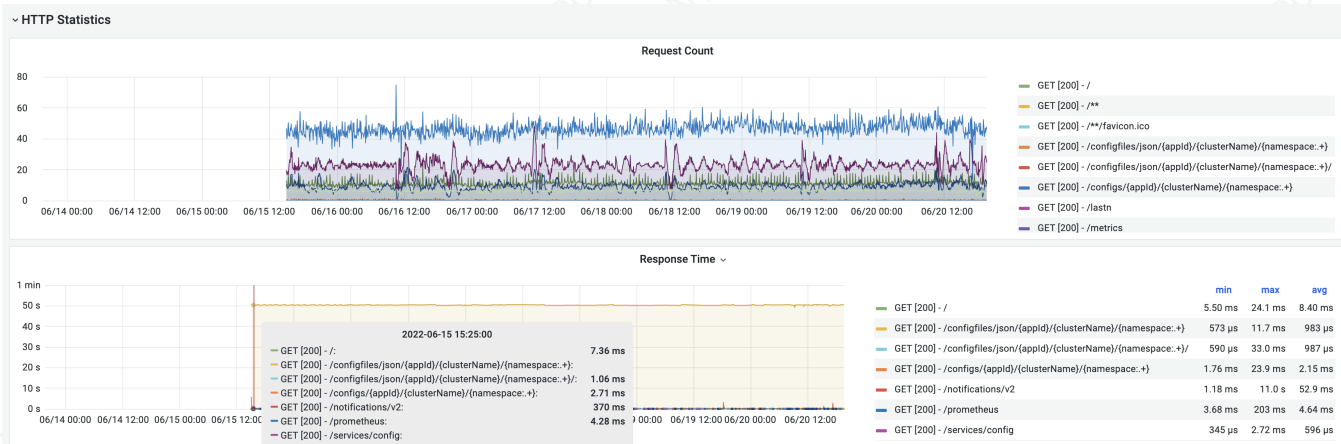 HTTP Statistics
Request Count
80
60
40
20
0
06/14 00:00 06/14 12:00 06/15 00:00 06/15 12:00 06/16 00:00 06/16 12:00 06/17 00:00 06/17 12:00 06/18 00:00 06/18 12:00 06/19 00:00 06/19 12:00 06/20 00:00 06/20 12:00
GET [200] - /
GET [200] - /**
GET [200] - /**/favicon.ico
GET [200] - /configfiles/json/{appId}/{clusterName}/{namespace:.+}
GET [200] - /configfiles/json/{appId}/{clusterName}/{namespace:.+}/
GET [200] - /configs/{appId}/{clusterName}/{namespace:.+}
GET [200] - /lastn
GET [200] - /metrics
Response Time
1 min
50 s
40 s
30 s
20 s
10 s
0 s
06/14 00:00 06/14 12:00 06/15 00:00 06/15 12:00 06/19 12:00 06/20 00:00 06/20 12:00
2022-06-15 15:25:00
GET [200] - /: 7.36 ms
GET [200] - /configfiles/json/{appId}/{clusterName}/{namespace:.+}:
GET [200] - /configfiles/json/{appId}/{clusterName}/{namespace:.+}/: 1.06 ms
GET [200] - /configs/{appId}/{clusterName}/{namespace:.+}: 2.71 ms
GET [200] - /notifications/v2: 370 ms
GET [200] - /prometheus: 4.28 ms
GET [200] - /services/config:
min max avg
GET [200] - / 5.50 ms 24.1 ms 8.40 ms
GET [200] - /configfiles/json/{appId}/{clusterName}/{namespace:.+} 573 µs 11.7 ms 983 µs
GET [200] - /configfiles/json/{appId}/{clusterName}/{namespace:.+}/ 590 µs 33.0 ms 987 µs
GET [200] - /configs/{appId}/{clusterName}/{namespace:.+} 1.76 ms 23.9 ms 2.15 ms
GET [200] - /notifications/v2 1.18 ms 11.0 s 52.9 ms
GET [200] - /prometheus 3.68 ms 203 ms 4.64 ms
GET [200] - /services/config 345 µs 2.72 ms 596 µs